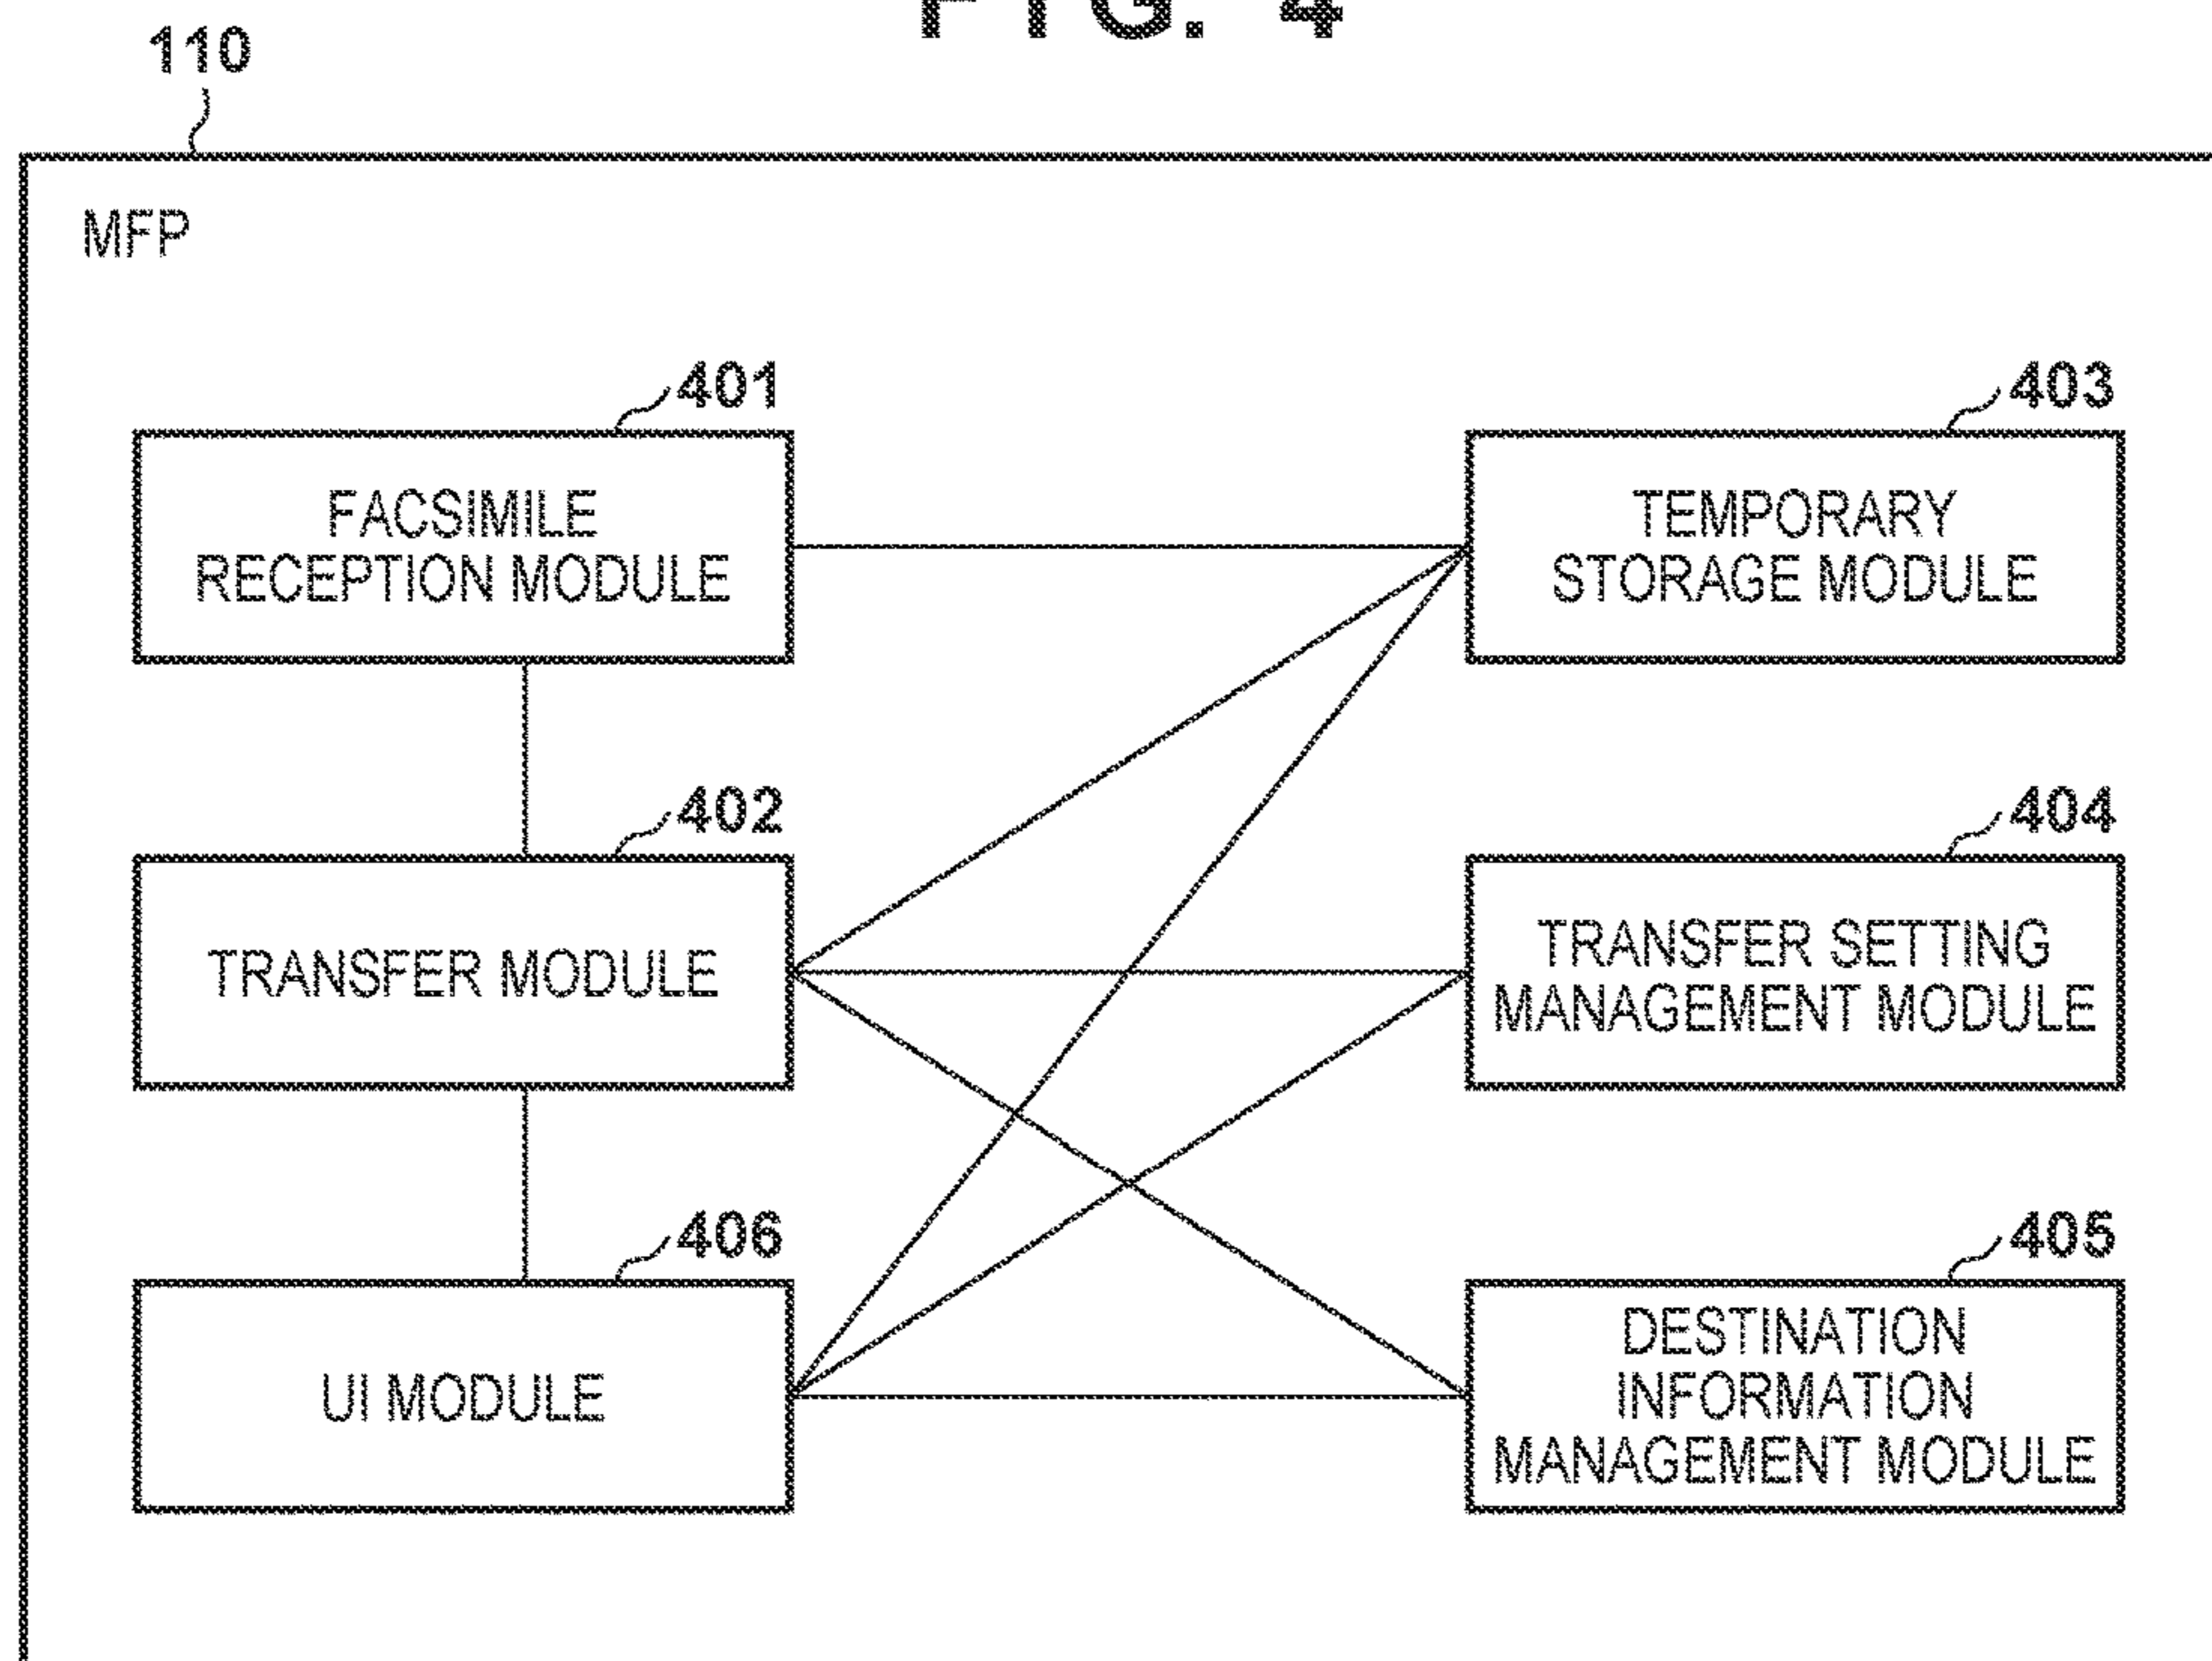 FIG. 4
110
MFP
401
FACSIMILE
RECEPTION MODULE
403
TEMPORARY
STORAGE MODULE
402
TRANSFER MODULE
404
TRANSFER SETTING
MANAGEMENT MODULE
406
UI MODULE
405
DESTINATION
INFORMATION
MANAGEMENT MODULE